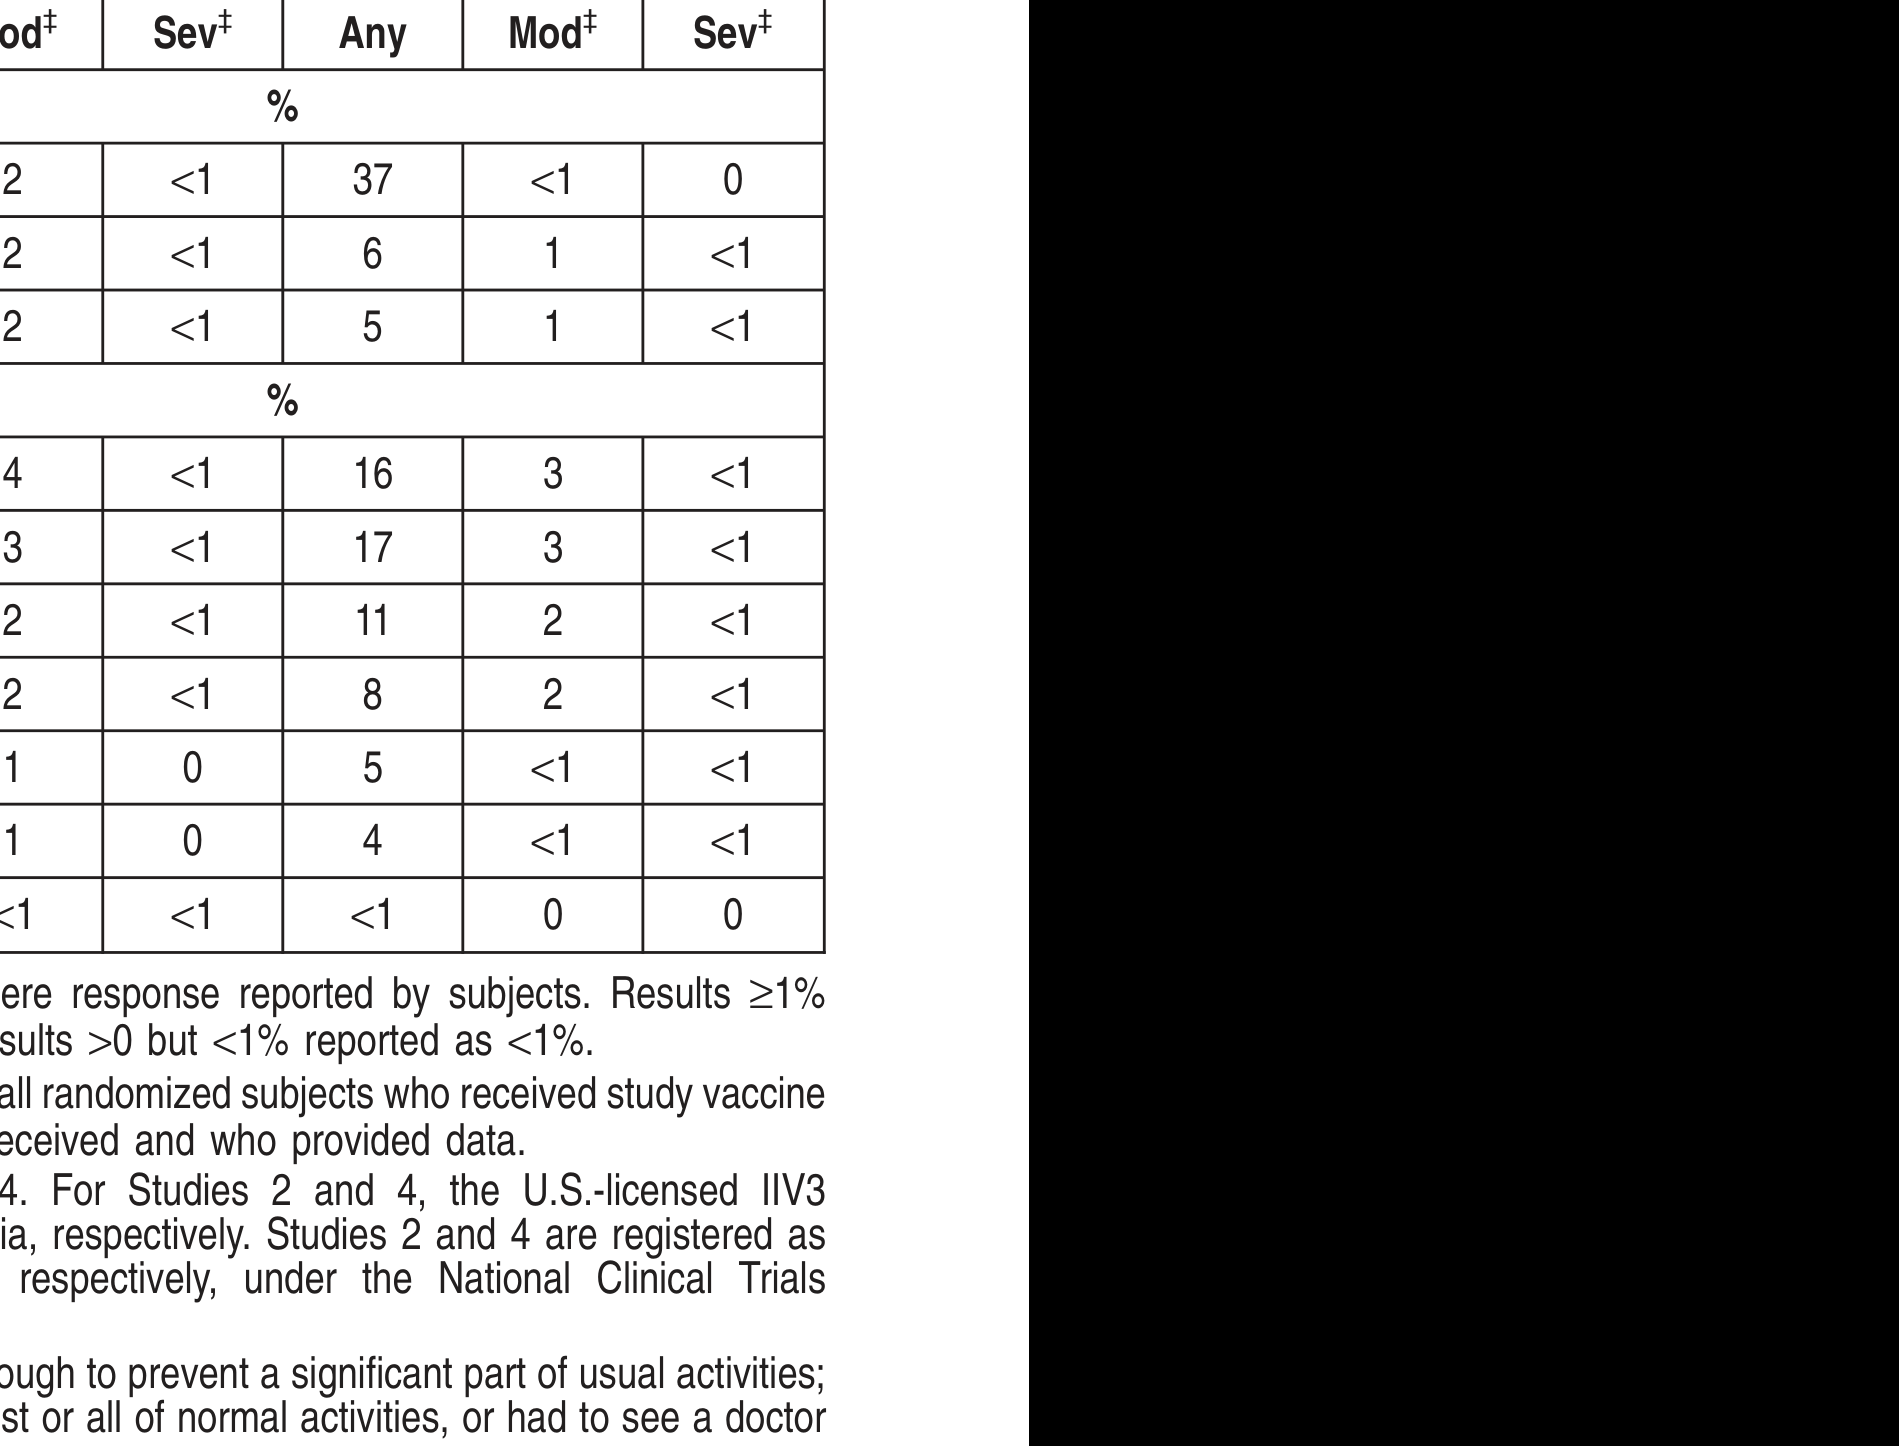 od‡ Sev‡ Any Mod‡ Sev‡
%
2 <1 37 <1 0
2 <1 6 1 <1
2 <1 5 1 <1
%
4 <1 16 3 <1
3 <1 17 3 <1
2 <1 11 2 <1
2 <1 8 2 <1
1 0 5 <1 <1
1 0 4 <1 <1
<1 <1 <1 0 0
ere response reported by subjects. Results ≥1%
sults >0 but <1% reported as <1%.
all randomized subjects who received study vaccine
eceived and who provided data.
4. For Studies 2 and 4, the U.S.-licensed IIV3
ia, respectively. Studies 2 and 4 are registered as
respectively, under the National Clinical Trials
ough to prevent a significant part of usual activities;
st or all of normal activities, or had to see a doctor